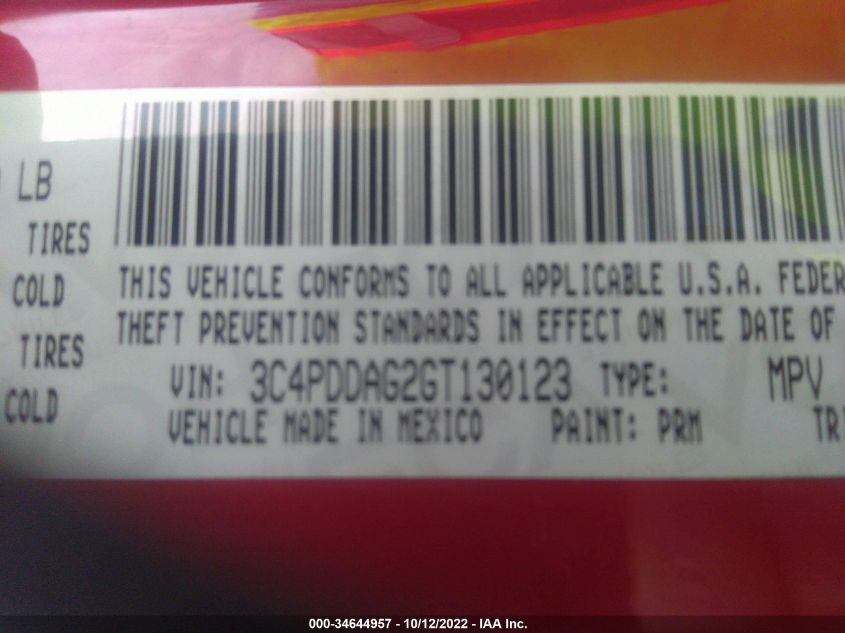 LB
TIRES
COLD
TIRES
COLD
THIS VEHICLE CONFORMS TO ALL APPLICABLE U.S.A. FEDER
THEFT PREVENTION STANDARDS IN EFFECT ON THE DATE OF
VIN: 3C4PDDAG2GT130123 TYPE: MPV
VEHICLE MADE IN MEXICO PAINT: PRM TRI
000-34644957 - 10/12/2022 - IAA Inc.